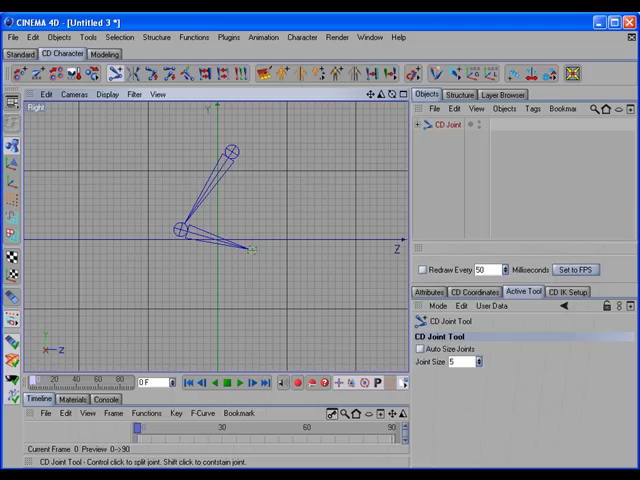 CINEMA 4D - [Untitled 3 *]
File Edit Objects Tools Selection Structure Functions Plugins Animation Character Render Window Help
Standard CD Character Modeling
Edit Cameras Display Filter View
Right
Y
Z
Y
Z
Objects Structure Layer Browser
File Edit View Objects Tags Bookmar
CD Joint
Redraw Every 50 Milliseconds Set to FPS
Attributes CD Coordinates Active Tool CD IK Setup
Mode Edit User Data
CD Joint Tool
CD Joint Tool
Auto Size Joints
Joint Size 5
0 20 40 60 80 100 120 140 0 F P
Timeline Materials Console
File Edit View Frame Functions Key F-Curve Bookmark
30 60 90
Current Frame 0 Preview 0->90
CD Joint Tool - Control click to split joint. Shift click to contstain joint.